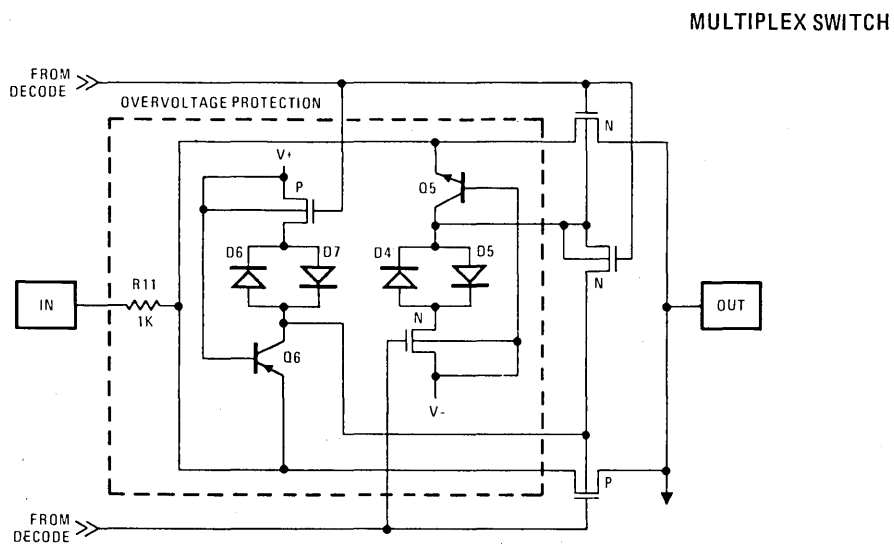 MULTIPLEX SWITCH
FROM
DECODE
OVERVOLTAGE PROTECTION
N
V+
P
Q5
D6
D7
D4
D5
N
R11
IN
1K
OUT
N
Q6
V-
P
FROM
DECODE